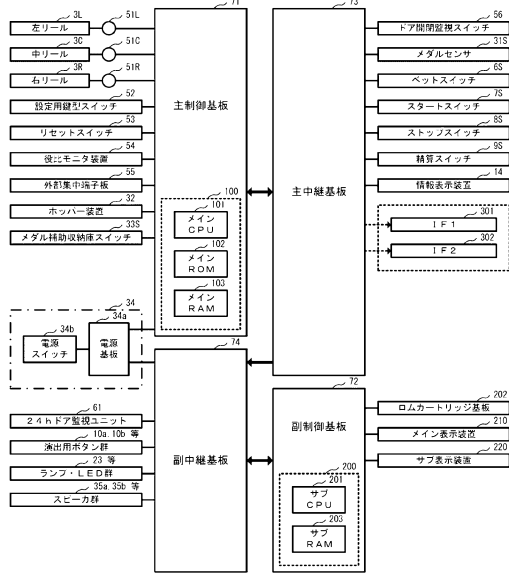 71
73
3L
51L
左リール
3C
51C
中リール
3R
51R
右リール
52
設定用鍵型スイッチ
53
リセットスイッチ
54
役比モニタ装置
55
外部集中端子板
32
ホッパー装置
33S
メダル補助収納庫スイッチ
主制御基板
100
101
メイン
CPU
102
メイン
ROM
103
メイン
RAM
主中継基板
56
ドア開閉監視スイッチ
31S
メダルセンサ
6S
ベットスイッチ
7S
スタートスイッチ
8S
ストップスイッチ
9S
精算スイッチ
14
情報表示装置
301
IF1
302
IF2
34
34b
電源
スイッチ
34a
電源
基板
74
72
61
24hドア監視ユニット
10a.10b 等
演出用ボタン群
23 等
ランプ・LED群
35a.35b 等
スピーカ群
副中継基板
副制御基板
200
201
サブ
CPU
203
サブ
RAM
202
ロムカートリッジ基板
210
メイン表示装置
220
サブ表示装置